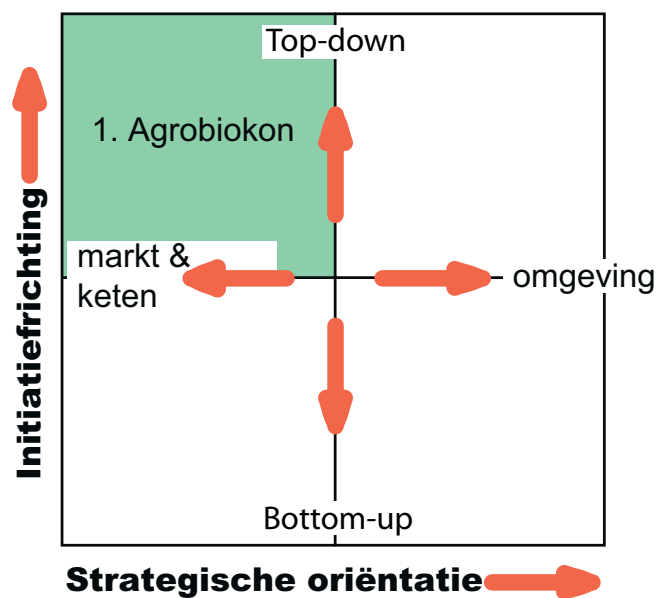 Top-down
1. Agrobiokon
markt &
keten
omgeving
Initiatiefrichting
Bottom-up
Strategische oriëntatie